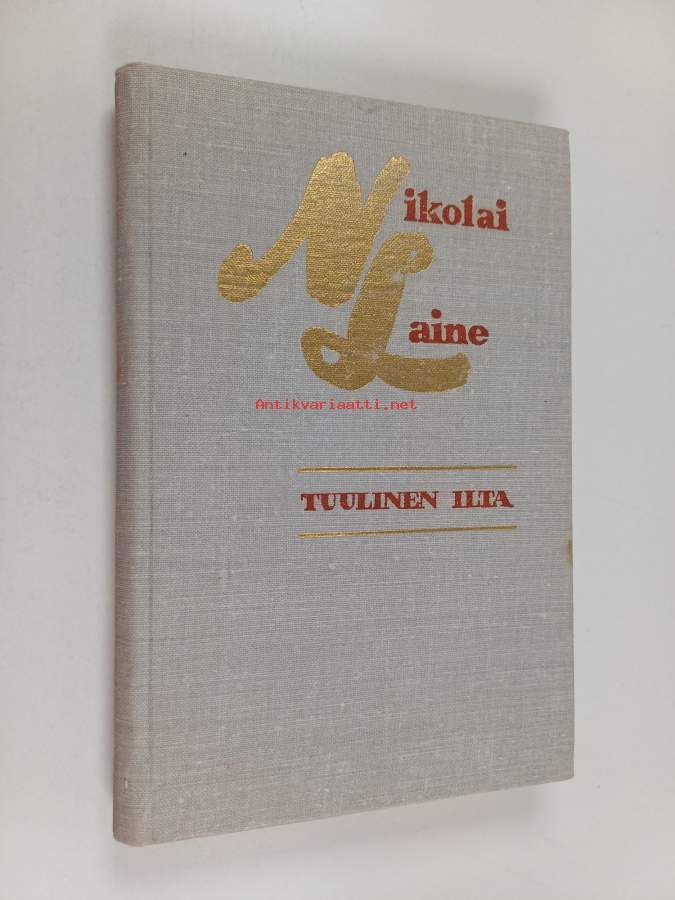 Nikolai
Laine
Antikvariaatti.net
TUULINEN ILTA